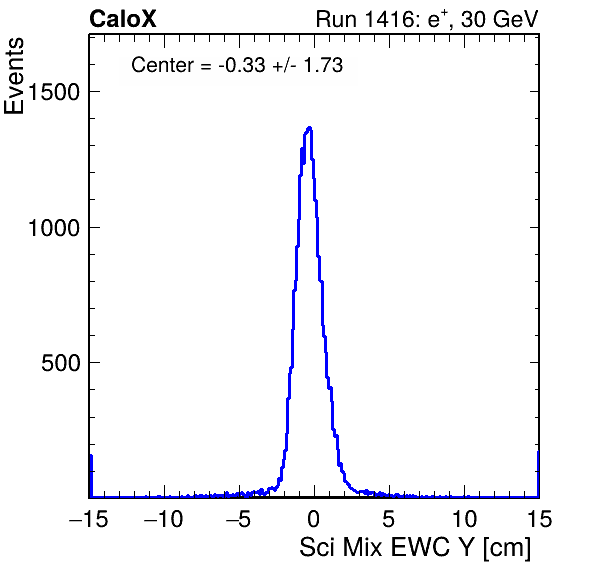 CaloX
Run 1416: e⁺, 30 GeV
Center = -0.33 +/- 1.73
Events
1500
1000
500
−15 −10 −5 0 5 10 15
Sci Mix EWC Y [cm]